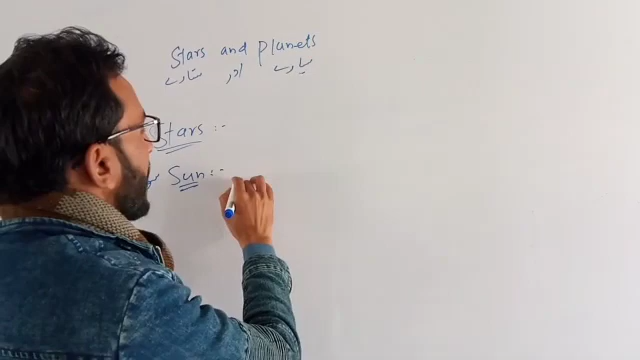 Stars and Planets
ستارے اور سیارے
Stars :-
Sun :-